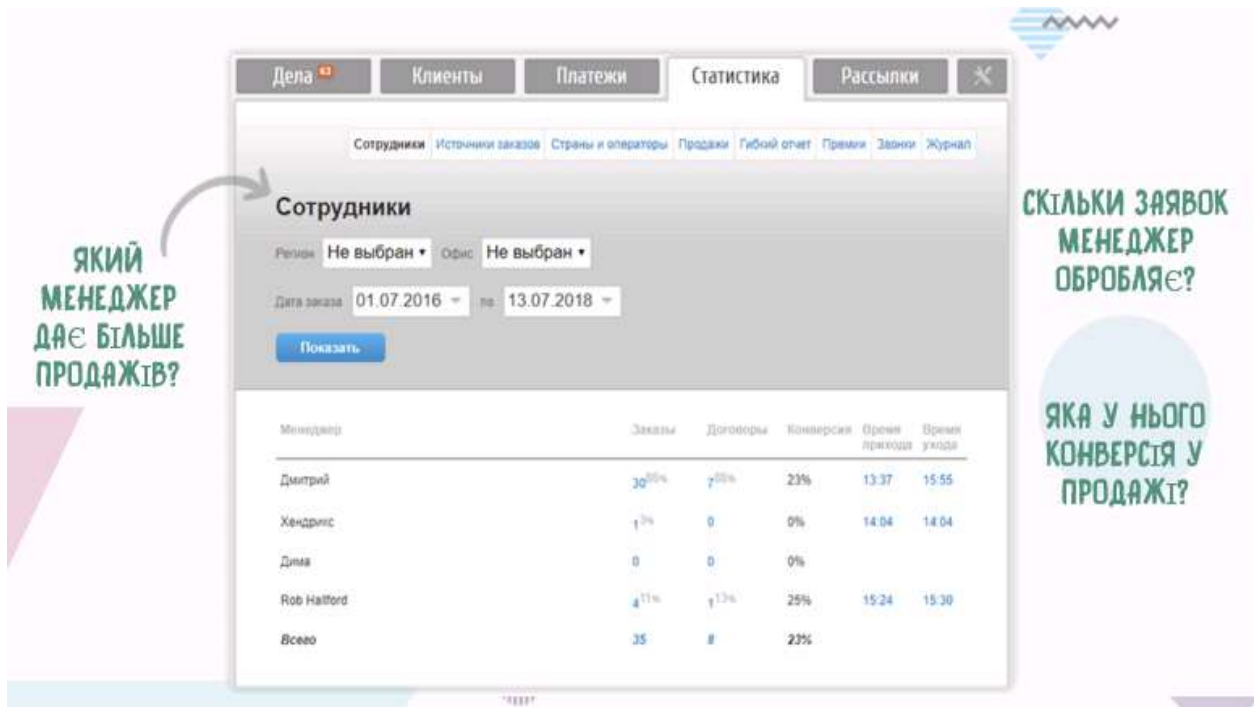 Дела 63 Клиенты Платежи Статистика Рассылки
Сотрудники Источники заказов Страны и операторы Продажи Гибкий отчет Премии Звонки Журнал
Сотрудники
Регион Не выбран Офис Не выбран
Дата заказа 01.07.2016 по 13.07.2018
Показать
ЯКИЙ
МЕНЕДЖЕР
ДАЄ БІЛЬШЕ
ПРОДАЖІВ?
СКІЛЬКИ ЗАЯВОК
МЕНЕДЖЕР
ОБРОБЛЯЄ?
ЯКА У НЬОГО
КОНВЕРСІЯ У
ПРОДАЖІ?
Менеджер Заказы Договоры Конверсия Время прихода Время ухода
Дмитрий 30 7 23% 13:37 15:55
Хендрикс 1 3% 0 0% 14:04 14:04
Дима 0 0 0%
Rob Halford 4 11% 1 13% 25% 15:24 15:30
Всего 35 8 23%